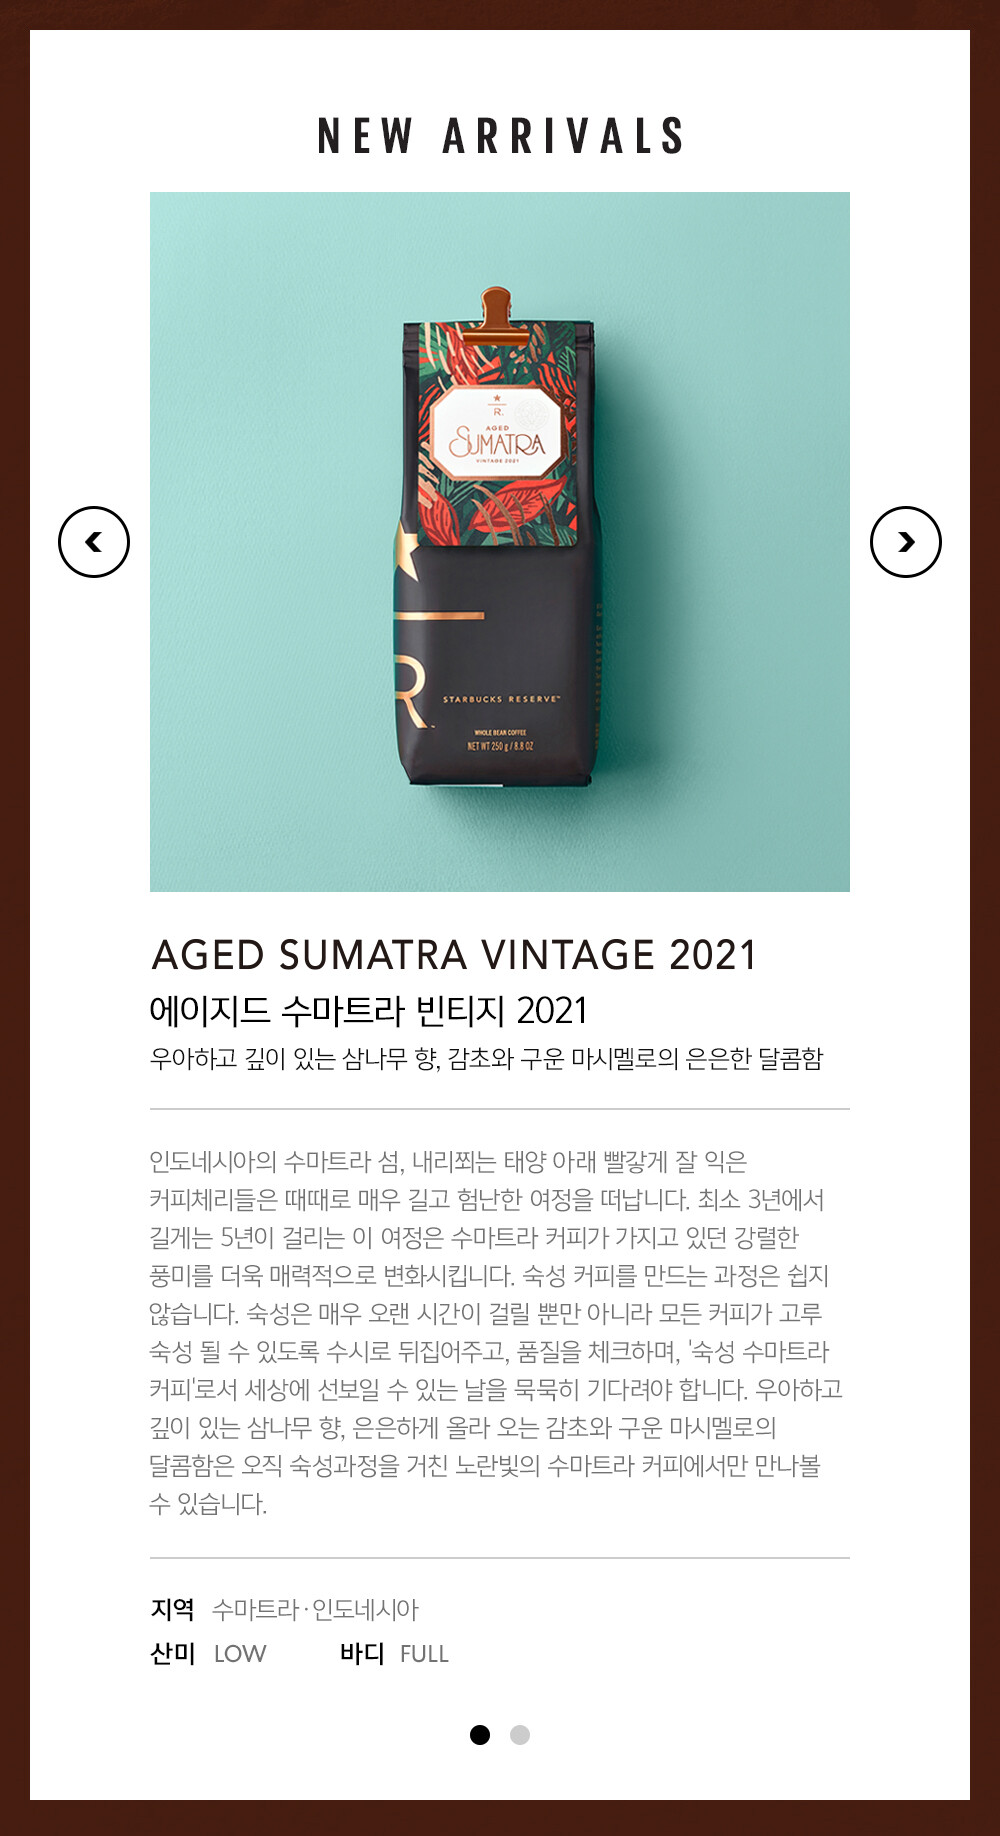 NEW ARRIVALS
R.
AGED
SUMATRA
VINTAGE 2021
R.
STARBUCKS RESERVE™
WHOLE BEAN COFFEE
NET WT 250 g / 8.8 OZ
AGED SUMATRA VINTAGE 2021
에이지드 수마트라 빈티지 2021
우아하고 깊이 있는 삼나무 향, 감초와 구운 마시멜로의 은은한 달콤함
인도네시아의 수마트라 섬, 내리쬐는 태양 아래 빨갛게 잘 익은
커피체리들은 때때로 매우 길고 험난한 여정을 떠납니다. 최소 3년에서
길게는 5년이 걸리는 이 여정은 수마트라 커피가 가지고 있던 강렬한
풍미를 더욱 매력적으로 변화시킵니다. 숙성 커피를 만드는 과정은 쉽지
않습니다. 숙성은 매우 오랜 시간이 걸릴 뿐만 아니라 모든 커피가 고루
숙성 될 수 있도록 수시로 뒤집어주고, 품질을 체크하며, '숙성 수마트라
커피'로서 세상에 선보일 수 있는 날을 묵묵히 기다려야 합니다. 우아하고
깊이 있는 삼나무 향, 은은하게 올라 오는 감초와 구운 마시멜로의
달콤함은 오직 숙성과정을 거친 노란빛의 수마트라 커피에서만 만나볼
수 있습니다.
지역 수마트라·인도네시아
산미 LOW 바디 FULL